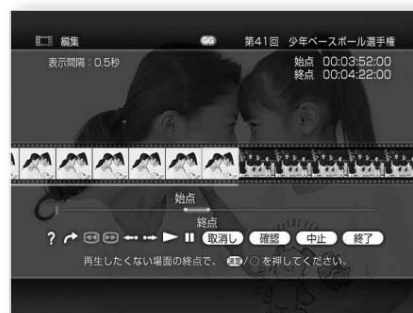 編集 GG 第41回 少年ベースボール選手権
表示間隔：0.5秒 始点 00:03:52:00
終点 00:04:22:00
始点
終点
? 取消し 確認 中止 終了
再生したくない場面の終点で、決定/○を押してください。